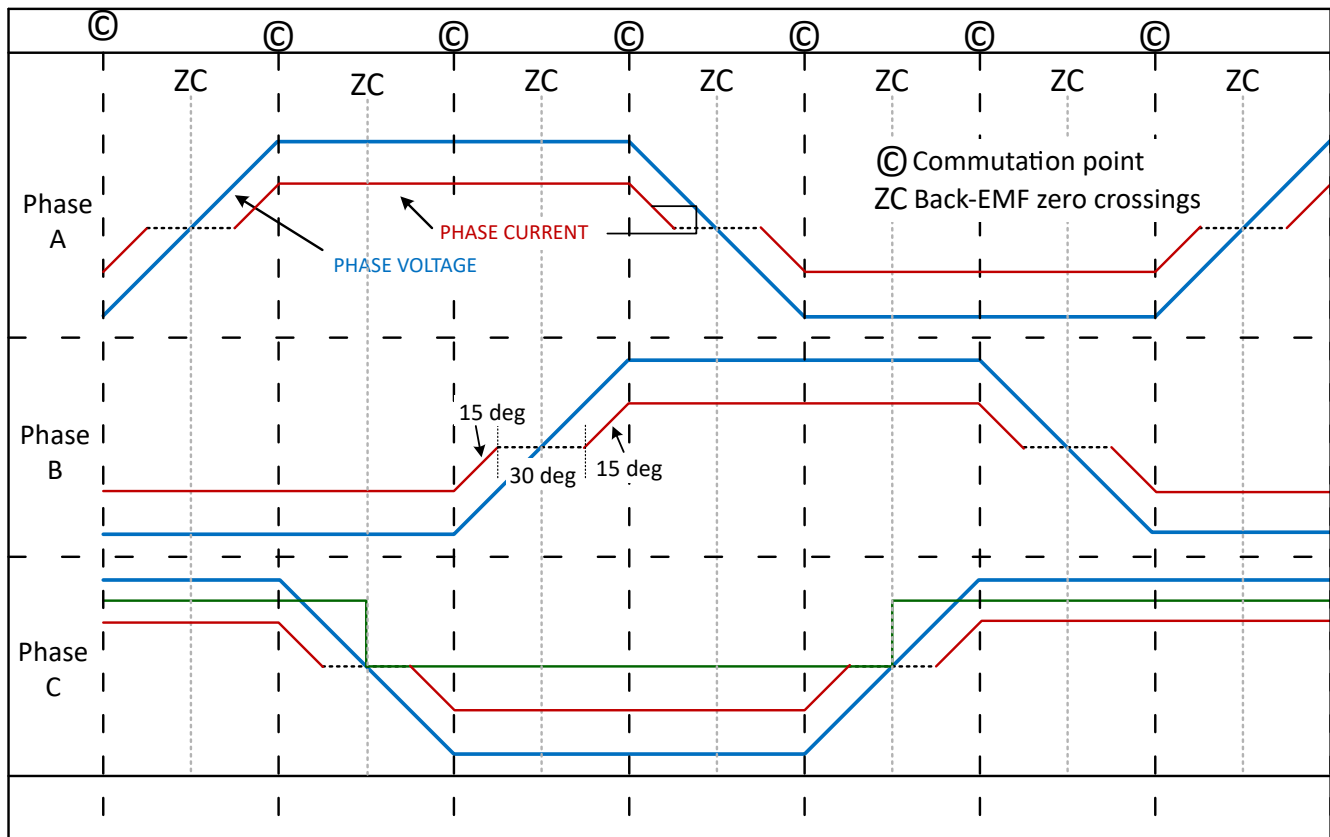 © © © © © © ©
ZC ZC ZC ZC ZC ZC ZC
© Commutation point
ZC Back-EMF zero crossings
Phase
A
PHASE CURRENT
PHASE VOLTAGE
15 deg
Phase
B
30 deg
15 deg
Phase
C